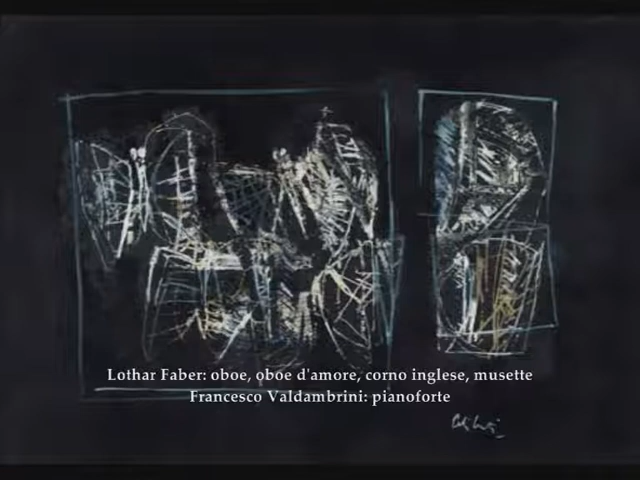 Lothar Faber: oboe, oboe d'amore, corno inglese, musette
Francesco Valdambrini: pianoforte